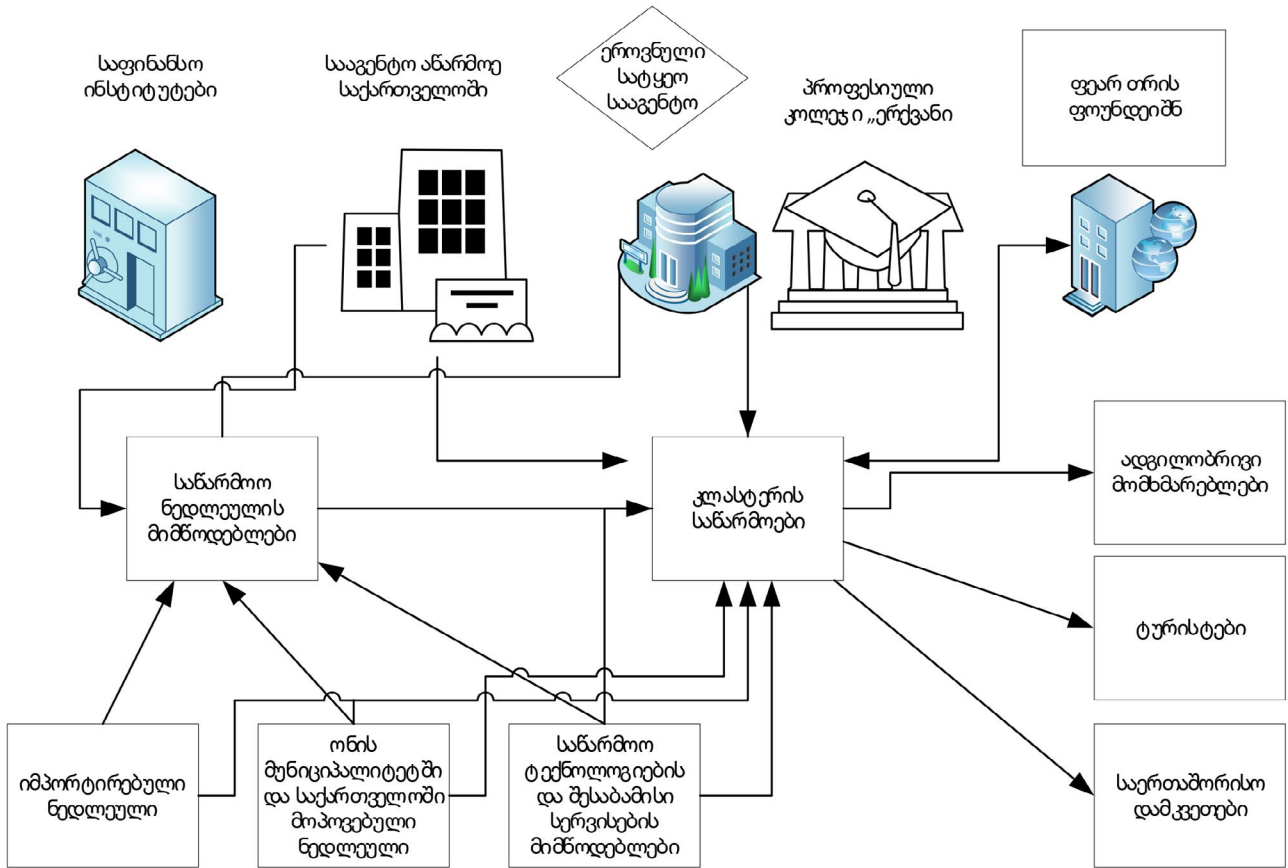 საფინანსო
ინსტიტუტები
სააგენტო აწარმოე
საქართველოში
ეროვნული
სატყეო
სააგენტო
პროფესიული
კოლეჯი „ერქვანი
ფეარ თრის
ფოუნდეიშნ
საწარმოო
ნედლეულის
მიმწოდებლები
კლასტერის
საწარმოები
ადგილობრივი
მომხმარებლები
ტურისტები
საერთაშორისო
დამკვეთები
იმპორტირებული
ნედლეული
ონის
მუნიციპალიტეტში
და საქართველოში
მოპოვებული
ნედლეული
საწარმოო
ტექნოლოგიების
და შესაბამისი
სერვისების
მიმწოდებლები